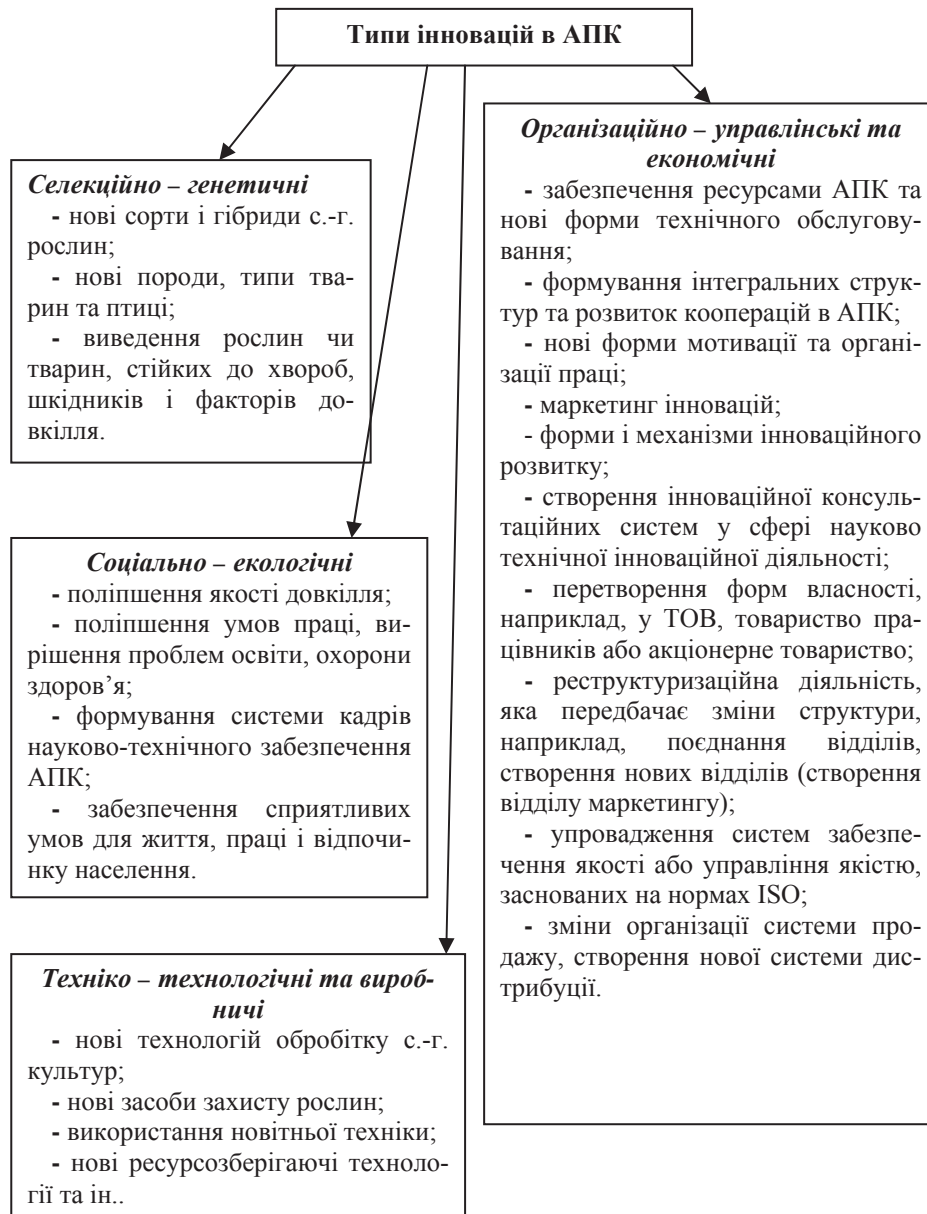 Типи інновацій в АПК
Селекційно – генетичні
- нові сорти і гібриди с.-г.
рослин;
- нові породи, типи тва-
рин та птиці;
- виведення рослин чи
тварин, стійких до хвороб,
шкідників і факторів до-
вкілля.
Соціально – екологічні
- поліпшення якості довкілля;
- поліпшення умов праці, ви-
рішення проблем освіти, охорони
здоров’я;
- формування системи кадрів
науково-технічного забезпечення
АПК;
- забезпечення сприятливих
умов для життя, праці і відпочи-
нку населення.
Техніко – технологічні та вироб-
ничі
- нові технологій обробітку с.-г.
культур;
- нові засоби захисту рослин;
- використання новітньої техніки;
- нові ресурсозберігаючі техноло-
гії та ін..
Організаційно – управлінські та
економічні
- забезпечення ресурсами АПК та
нові форми технічного обслугову-
вання;
- формування інтегральних струк-
тур та розвиток кооперацій в АПК;
- нові форми мотивації та органі-
зації праці;
- маркетинг інновацій;
- форми і механізми інноваційного
розвитку;
- створення інноваційної консуль-
таційних систем у сфері науково
технічної інноваційної діяльності;
- перетворення форм власності,
наприклад, у ТОВ, товариство пра-
цівників або акціонерне товариство;
- реструктуризаційна діяльність,
яка передбачає зміни структури,
наприклад, поєднання відділів,
створення нових відділів (створення
відділу маркетингу);
- упровадження систем забезпе-
чення якості або управління якістю,
заснованих на нормах ISO;
- зміни організації системи про-
дажу, створення нової системи дис-
трибуції.